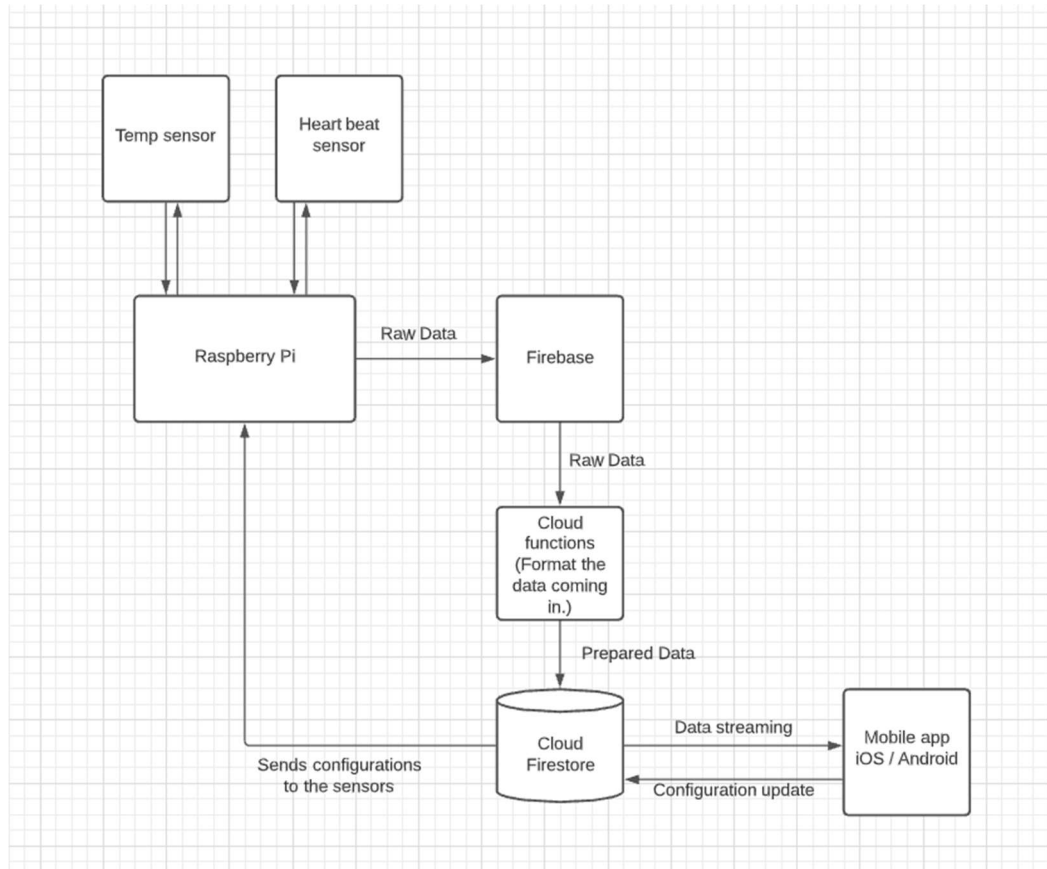 Temp sensor
Heart beat
sensor
Raspberry Pi
Raw Data
Firebase
Raw Data
Cloud
functions
(Format the
data coming
in.)
Prepared Data
Cloud
Firestore
Data streaming
Mobile app
iOS / Android
Sends configurations
to the sensors
Configuration update